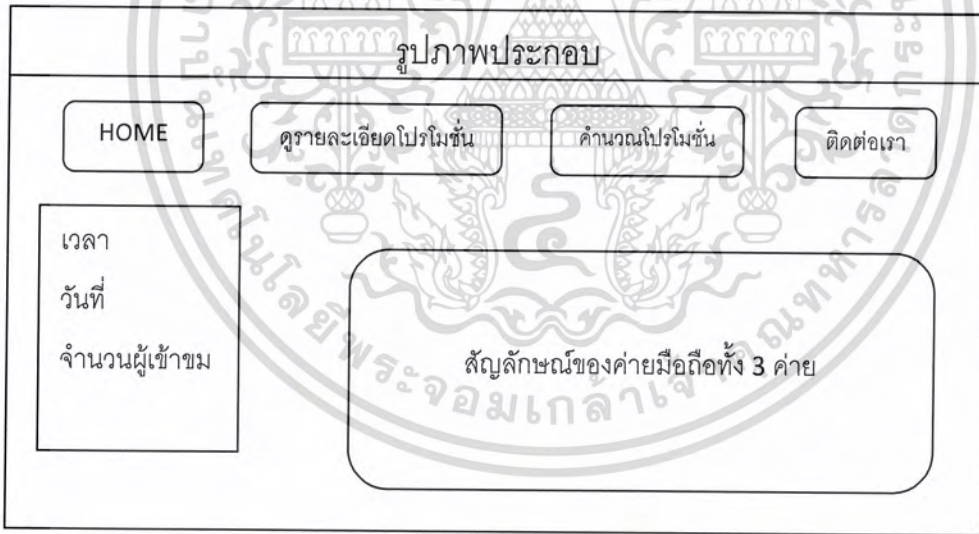 รูปภาพประกอบ
HOME
ดูรายละเอียดโปรโมชั่น
คำนวณโปรโมชั่น
ติดต่อเรา
เวลา
วันที่
จำนวนผู้เข้าขม
สัญลักษณ์ของค่ายมือถือทั้ง 3 ค่าย